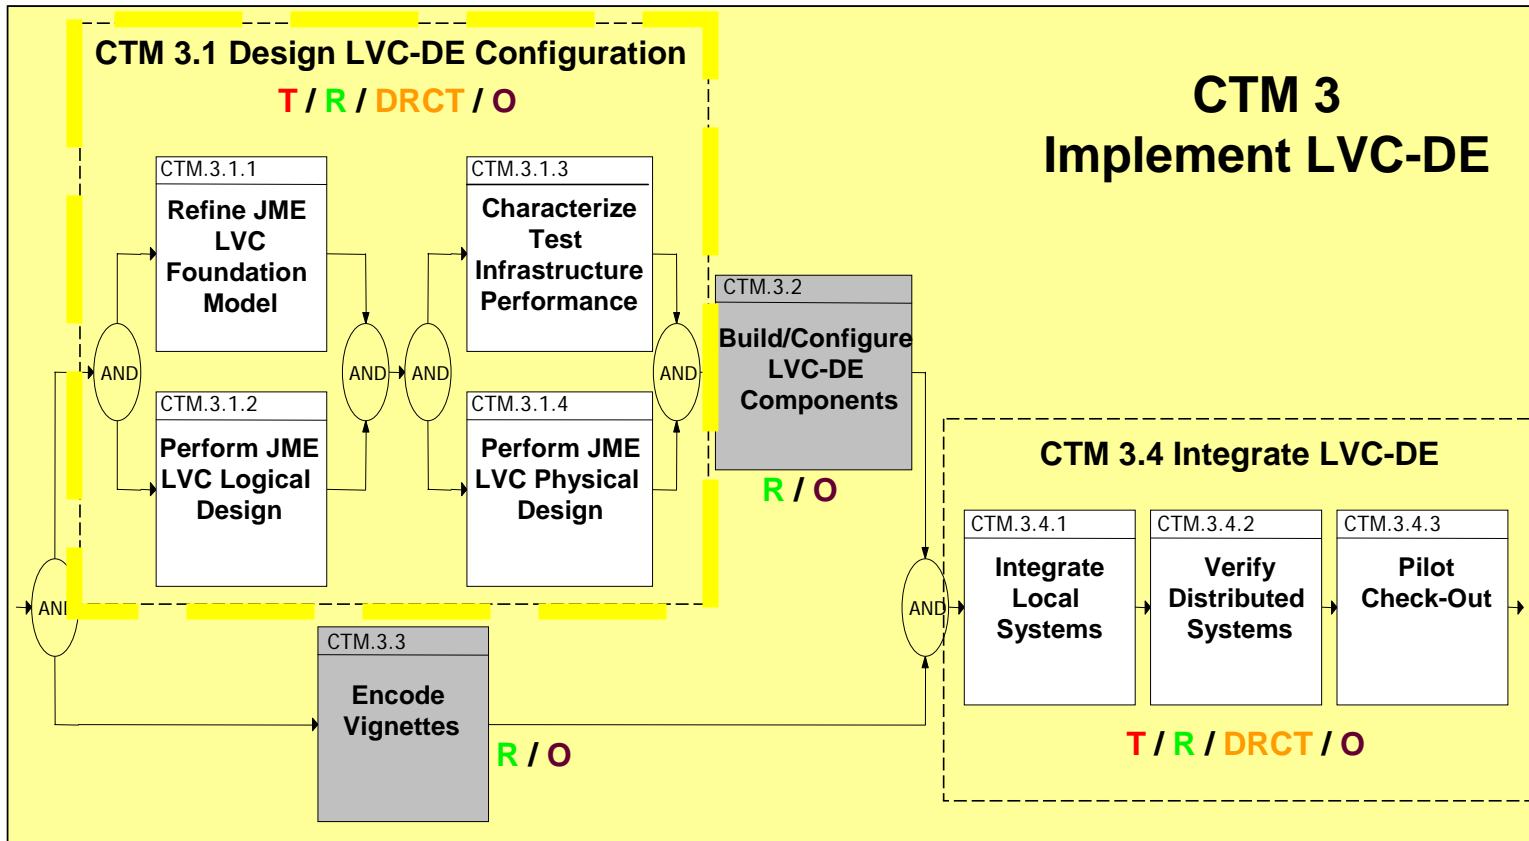 CTM 3.1 Design LVC-DE Configuration
T / R / DRCT / O
CTM 3
Implement LVC-DE
CTM.3.1.1
Refine JME
LVC
Foundation
Model
CTM.3.1.3
Characterize
Test
Infrastructure
Performance
AND
AND
AND
AND
CTM.3.1.2
Perform JME
LVC Logical
Design
CTM.3.1.4
Perform JME
LVC Physical
Design
CTM.3.2
Build/Configure
LVC-DE
Components
R / O
AND
CTM.3.3
Encode
Vignettes
R / O
AND
CTM 3.4 Integrate LVC-DE
CTM.3.4.1
Integrate
Local
Systems
CTM.3.4.2
Verify
Distributed
Systems
CTM.3.4.3
Pilot
Check-Out
T / R / DRCT / O